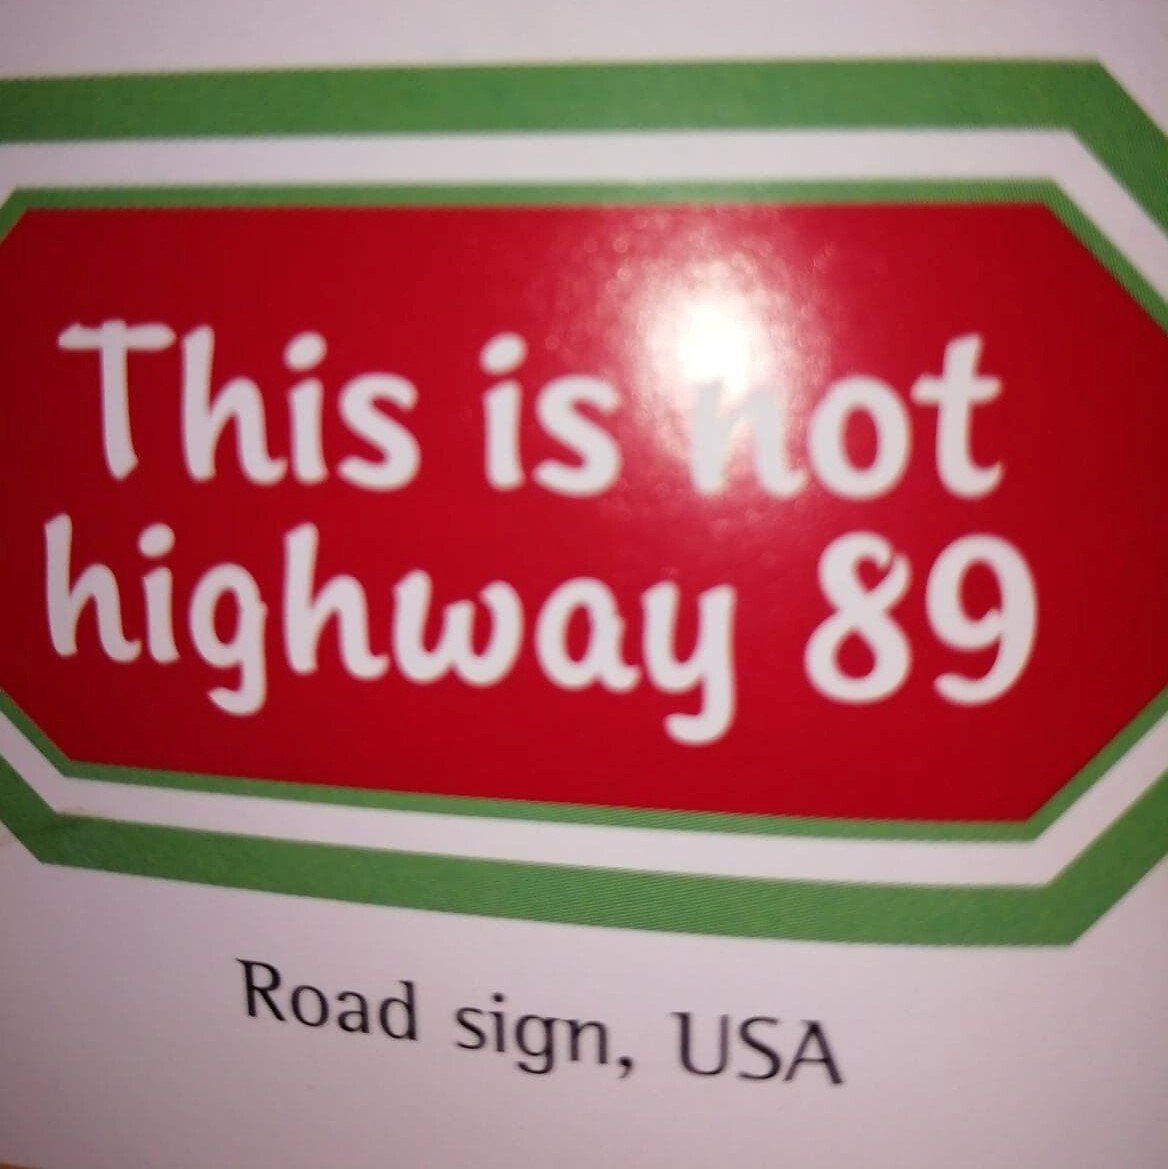 This is not
highway 89
Road sign, USA